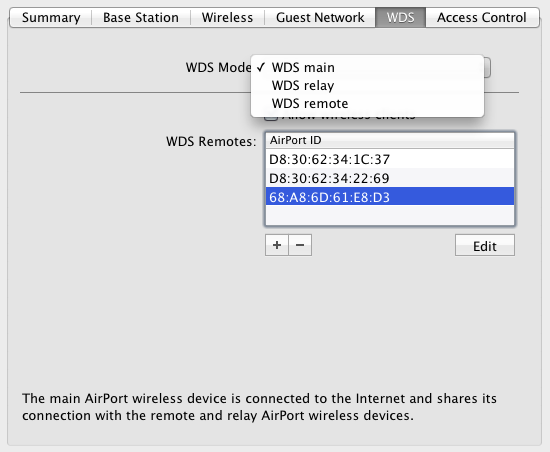 Summary Base Station Wireless Guest Network WDS Access Control
WDS Mode
✓ WDS main
WDS relay
WDS remote
Allow wireless clients
WDS Remotes:
AirPort ID
D8:30:62:34:1C:37
D8:30:62:34:22:69
68:A8:6D:61:E8:D3
+ −
Edit
The main AirPort wireless device is connected to the Internet and shares its
connection with the remote and relay AirPort wireless devices.